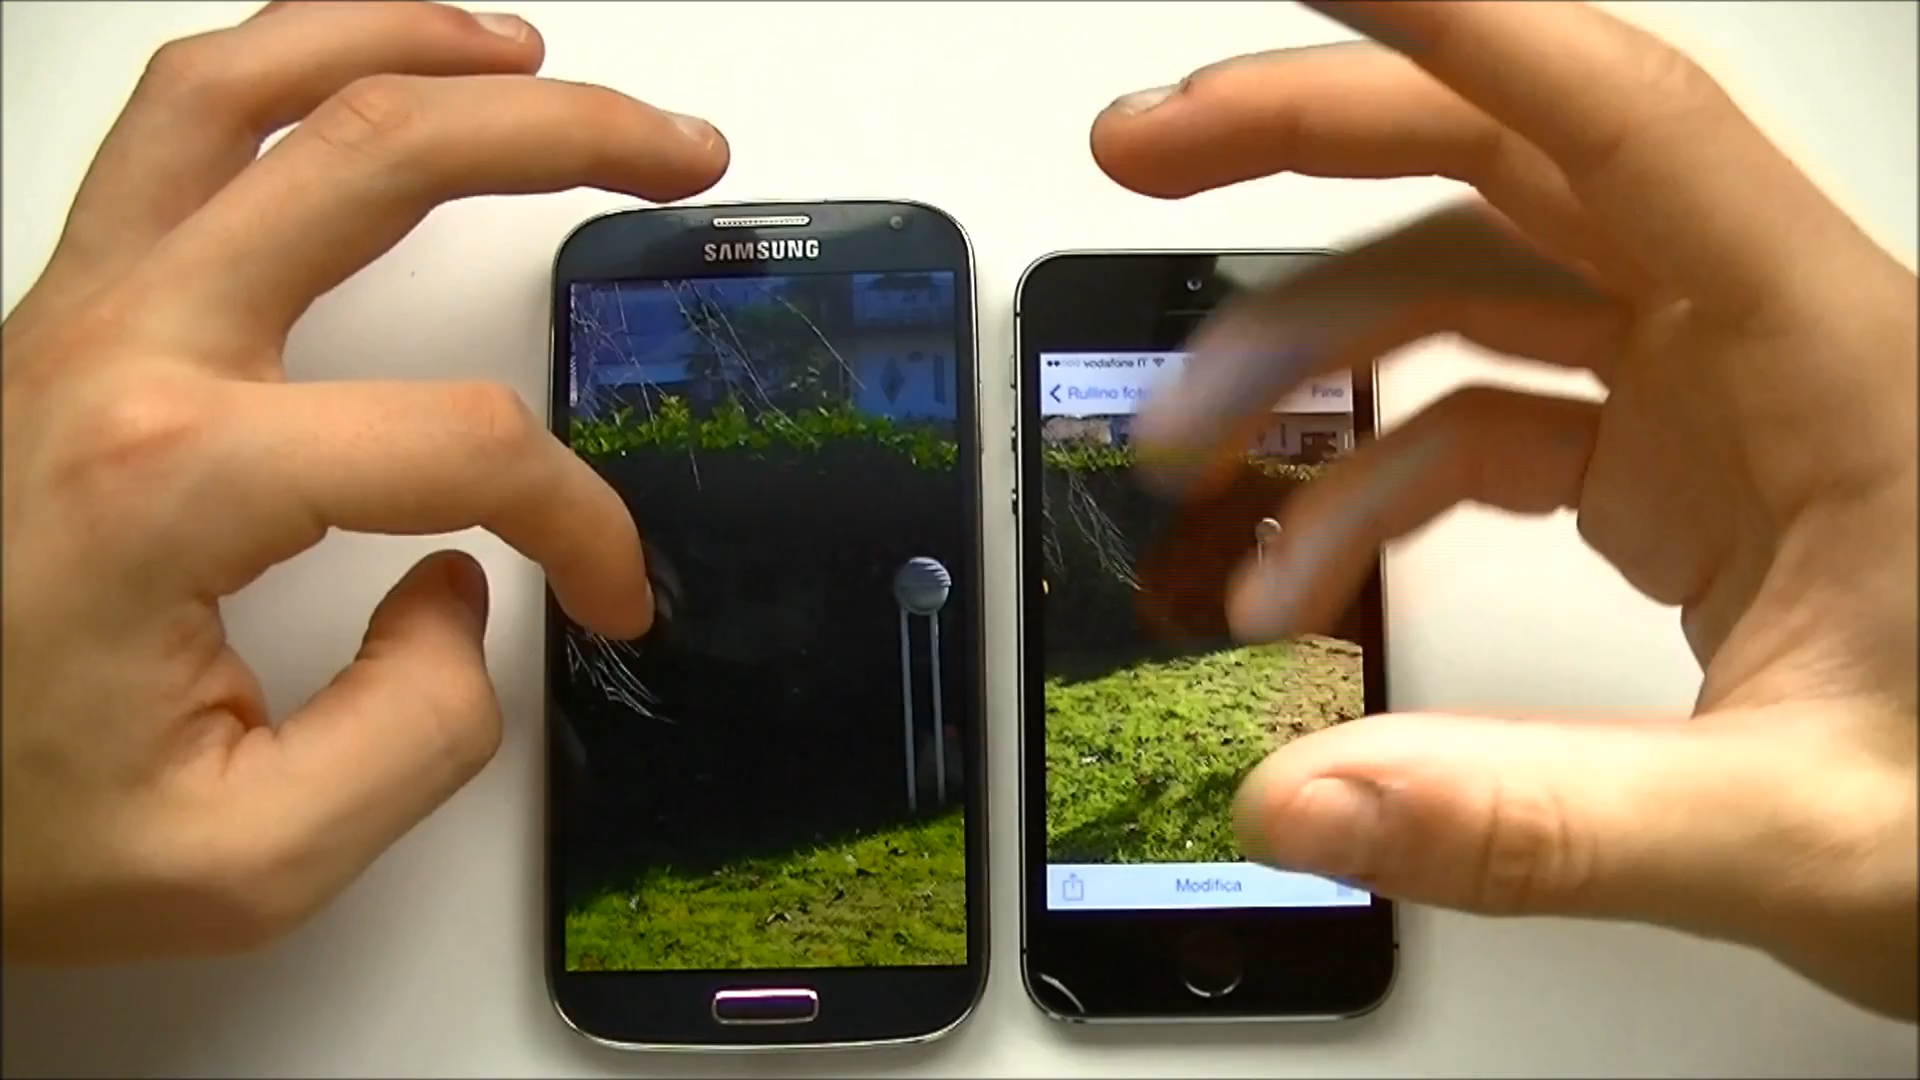 SAMSUNG
vodafone IT
Rullino foto
Fine
Modifica